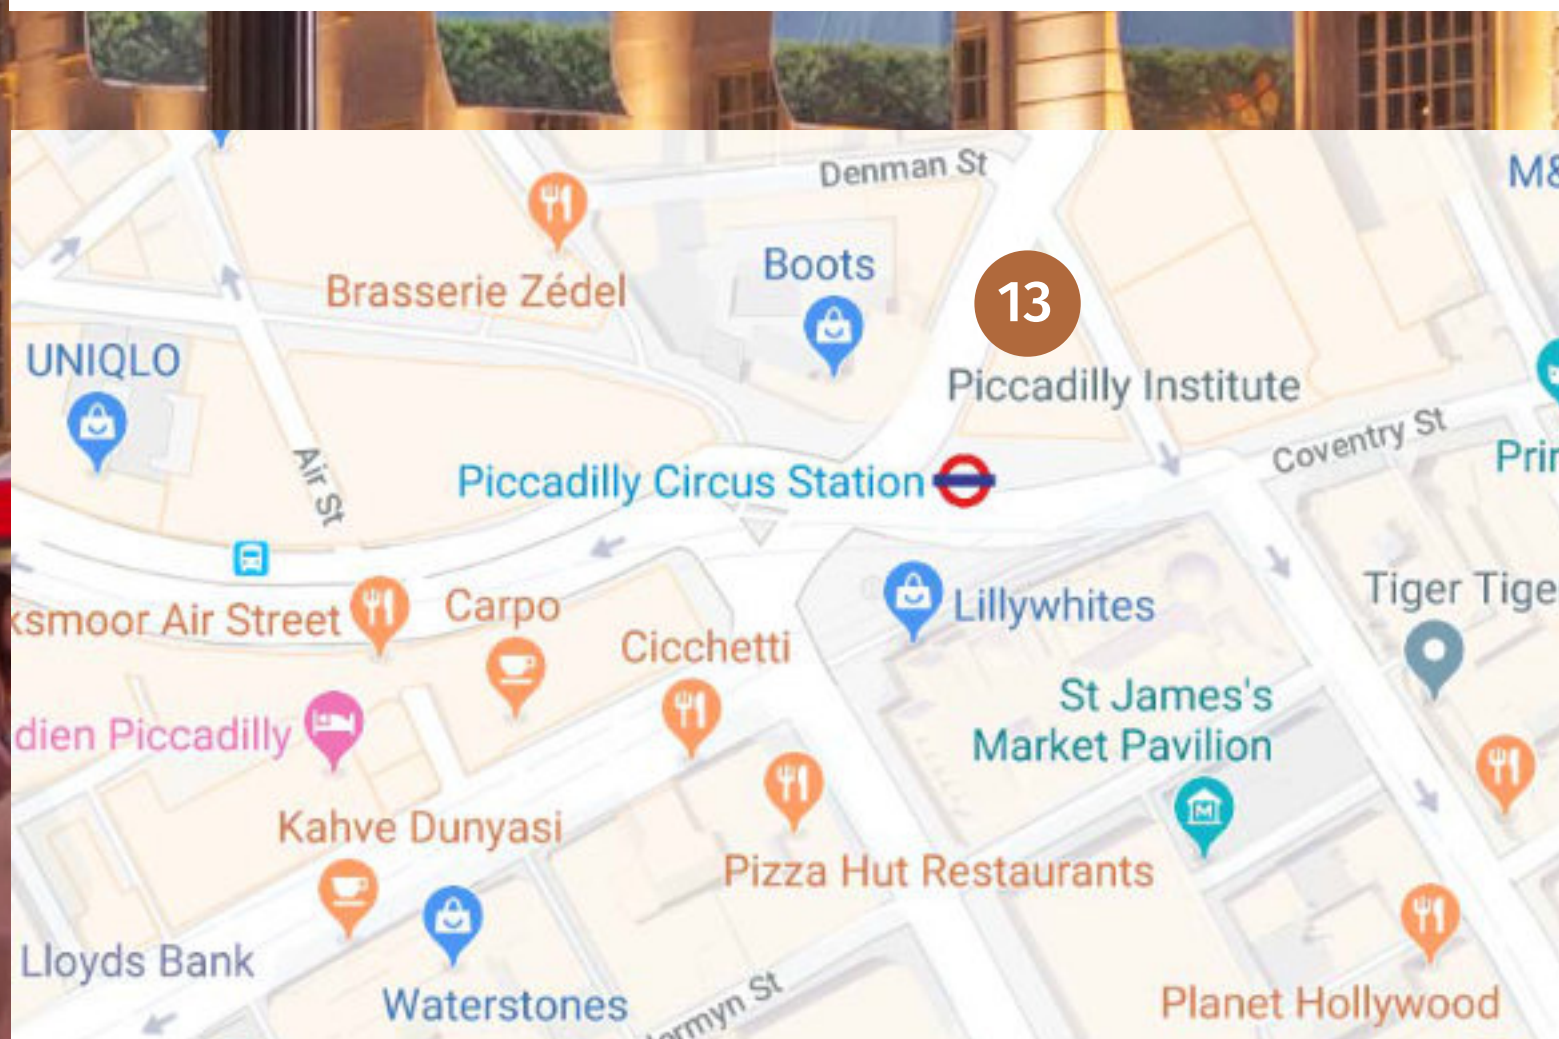 Denman St
M&
Boots
Brasserie Zédel
13
UNIQLO
Piccadilly Institute
Coventry St
Air St
Piccadilly Circus Station
Prin
ksmoor Air Street
Carpo
Lillywhites
Tiger Tige
Cicchetti
St James's
Market Pavilion
dien Piccadilly
Kahve Dunyasi
Pizza Hut Restaurants
Lloyds Bank
Waterstones
ermyn St
Planet Hollywood